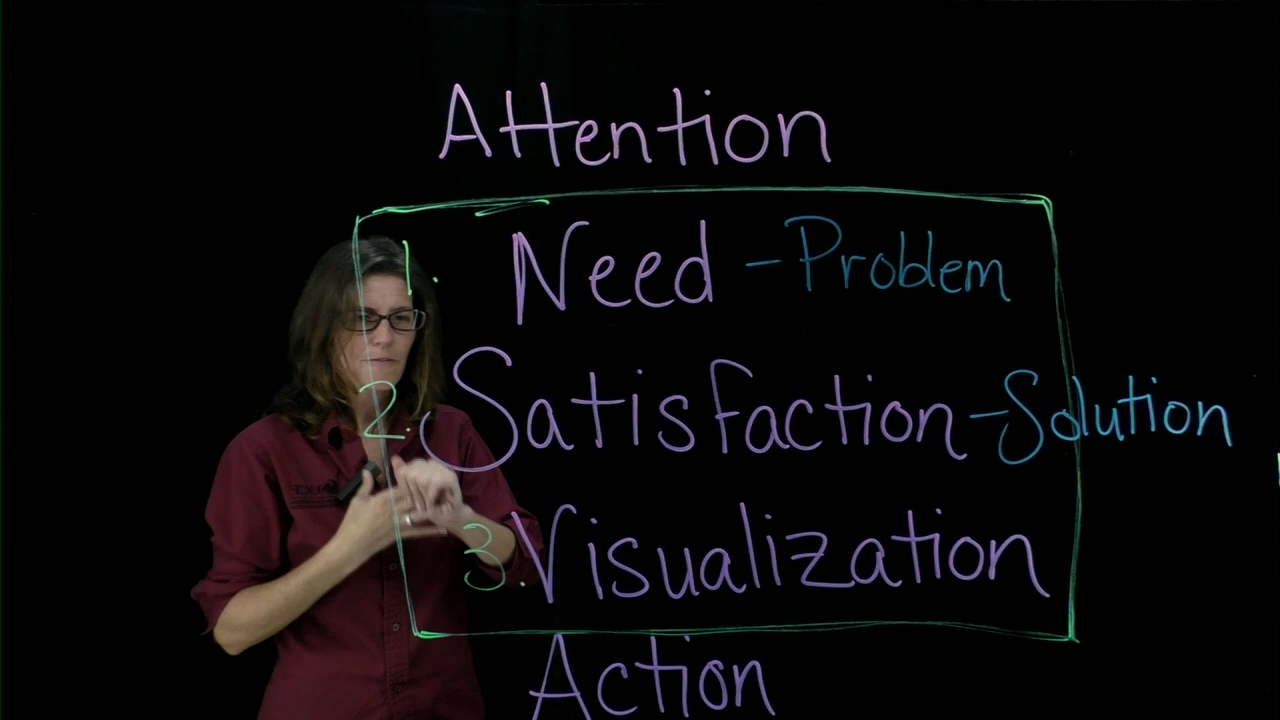 Attention
1. Need - Problem
2. Satisfaction - Solution
3. Visualization
Action